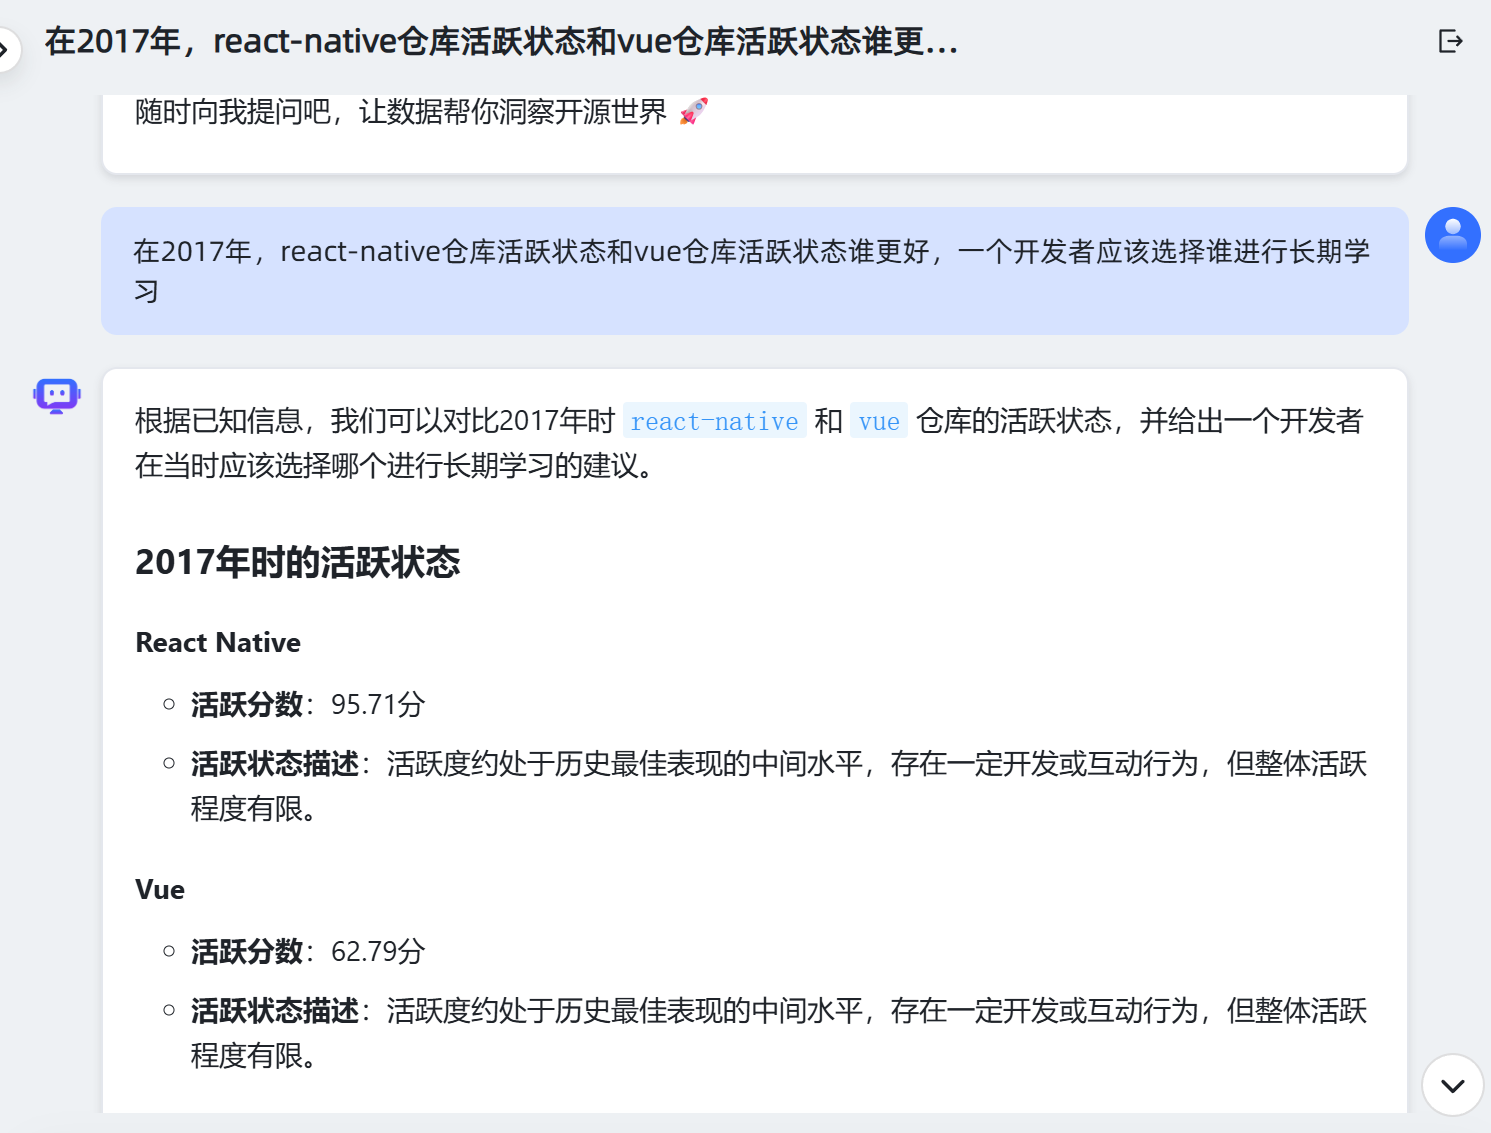 在2017年，react-native仓库活跃状态和vue仓库活跃状态谁更...
随时向我提问吧，让数据帮你洞察开源世界 🚀
在2017年，react-native仓库活跃状态和vue仓库活跃状态谁更好，一个开发者应该选择谁进行长期学
习
根据已知信息，我们可以对比2017年时 react-native 和 vue 仓库的活跃状态，并给出一个开发者
在当时应该选择哪个进行长期学习的建议。
2017年时的活跃状态
React Native
活跃分数：95.71分
活跃状态描述：活跃度约处于历史最佳表现的中间水平，存在一定开发或互动行为，但整体活跃
程度有限。
Vue
活跃分数：62.79分
活跃状态描述：活跃度约处于历史最佳表现的中间水平，存在一定开发或互动行为，但整体活跃
程度有限。